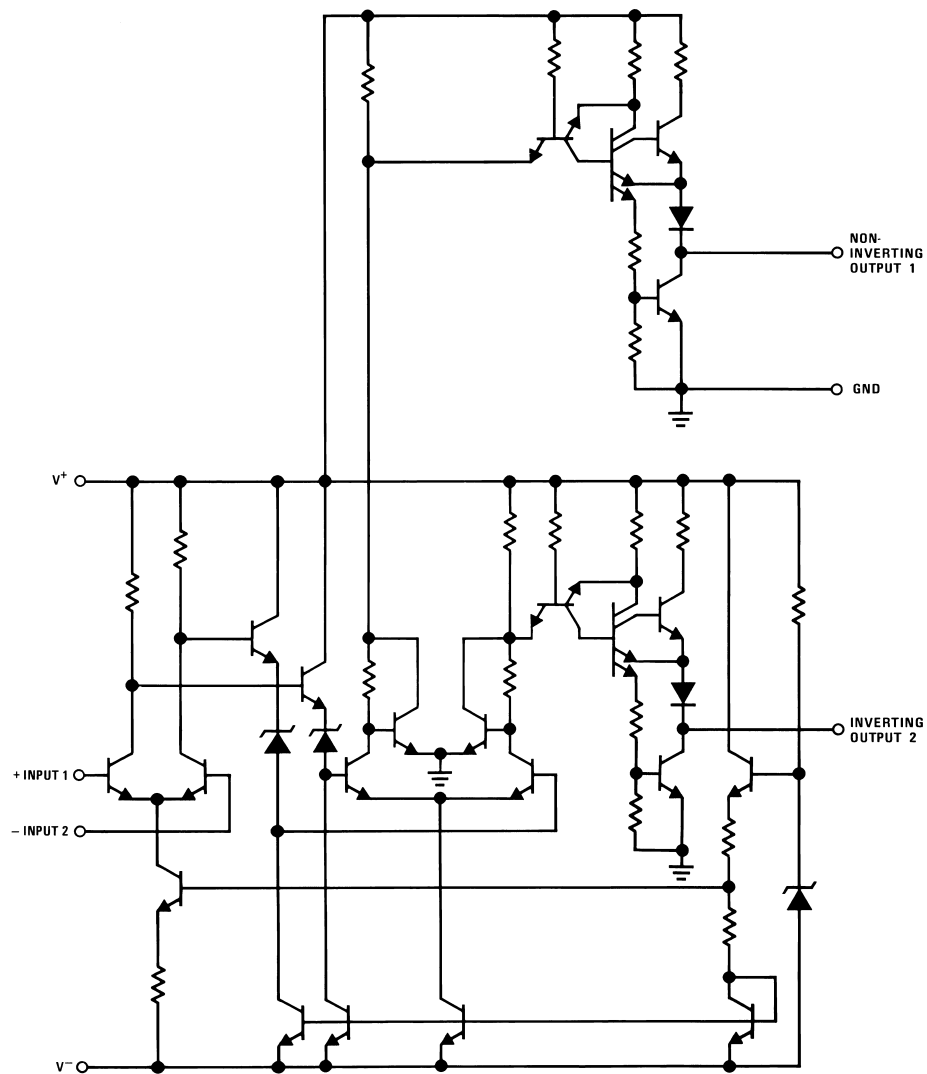 NON-
INVERTING
OUTPUT 1
GND
V+
INVERTING
OUTPUT 2
+ INPUT 1
– INPUT 2
V–